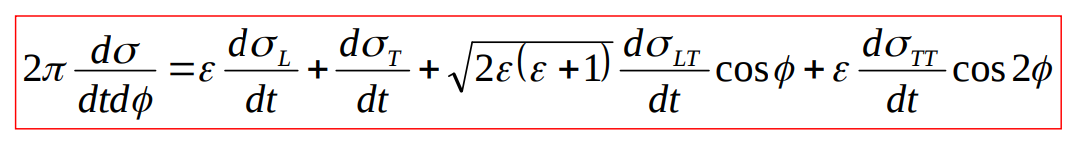 2π dσ/dtdϕ = ε dσ_L/dt + dσ_T/dt + √(2ε(ε+1)) dσ_LT/dt cos ϕ + ε dσ_TT/dt cos 2ϕ